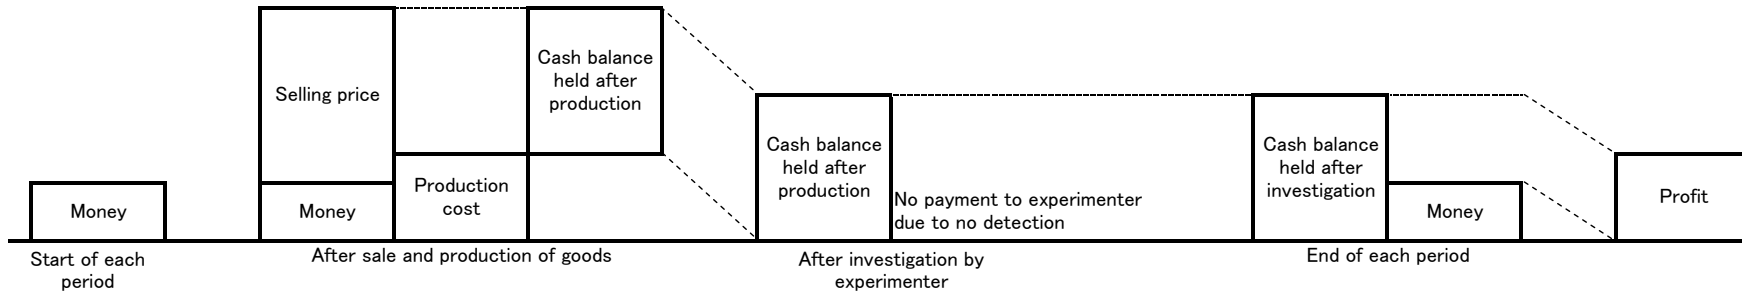 Money
Start of each
period
Selling price
Money
Production
cost
Cash balance
held after
production
After sale and production of goods
Cash balance
held after
production
No payment to experimenter
due to no detection
After investigation by
experimenter
Cash balance
held after
investigation
Money
End of each period
Profit